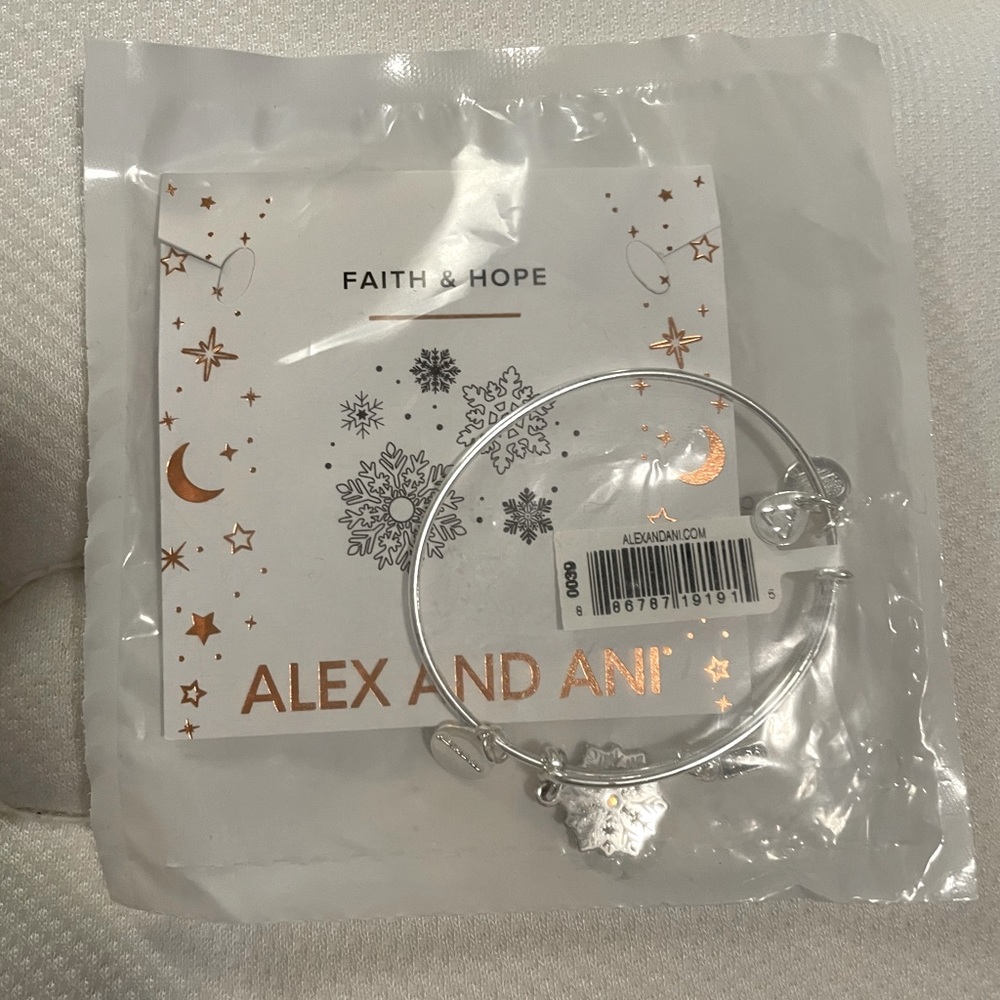 FAITH & HOPE
ALEXANDANI.COM
0039
8 86787 19191 5
ALEX AND ANI